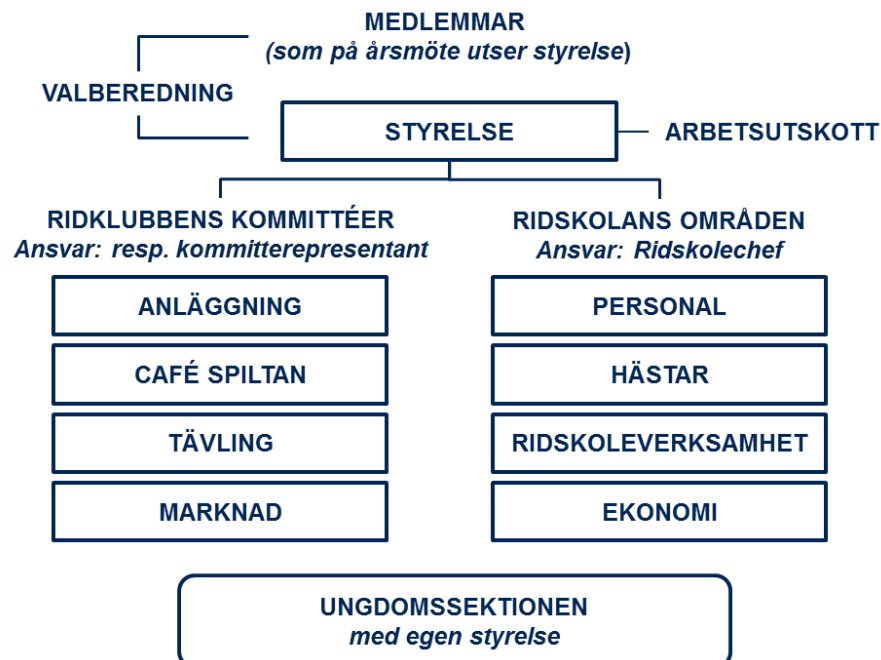 MEDLEMMAR
(som på årsmöte utser styrelse)
VALBEREDNING
STYRELSE
ARBETSUTSKOTT
RIDKLUBBENS KOMMITTÉER
Ansvar: resp. kommitterepresentant
ANLÄGGNING
CAFÉ SPILTAN
TÄVLING
MARKNAD
RIDSKOLANS OMRÅDEN
Ansvar: Ridskolechef
PERSONAL
HÄSTAR
RIDSKOLEVERKSAMHET
EKONOMI
UNGDOMSSEKTIONEN
med egen styrelse